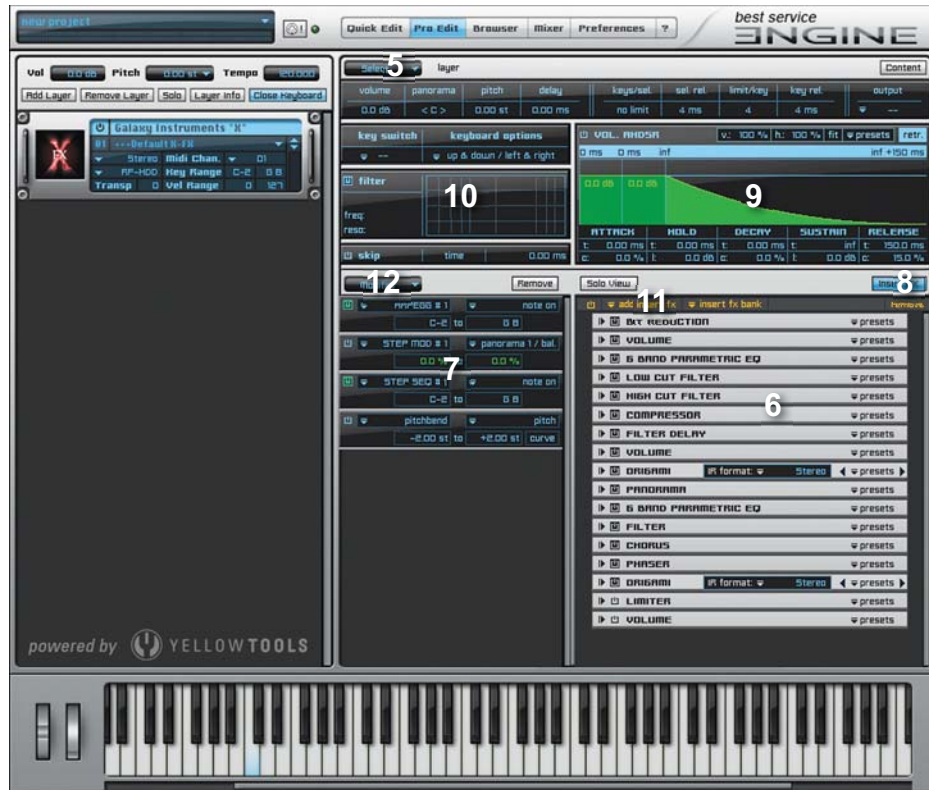 new project
Quick Edit Pro Edit Browser Mixer Preferences ?
best service
ENGINE
Vol 0.0 dB Pitch 0.00 st Tempo 120.000
Add Layer Remove Layer Solo Layer Info Close Keyboard
Galaxy Instruments "X"
01 ---Default X-FX
Stereo Midi Chan. 01
RP-HDD Key Range C-2 G 8
Transp 0 Vel Range 0 127
X
FX
5 layer Content
volume panorama pitch delay keys/sel. sel. rel. limit/key key rel. output
0.0 dB < C > 0.00 st 0.00 ms no limit 4 ms 4 4 ms --
key switch keyboard options
-- up & down / left & right
filter
10
freq:
reso:
skip time 0.00 ms
VOL. AHDSR v.: 100 % h.: 100 % fit presets retr.
0 ms 0 ms inf inf +150 ms
0.0 dB 0.0 dB
9
ATTACK HOLD DECAY SUSTAIN RELEASE
t: 0.00 ms t: 0.00 ms t: 0.00 ms t: inf t: 150.0 ms
c: 0.0 % l: 0.0 dB c: 0.0 % l: 0.0 dB c: 15.0 %
12 Remove
ARPEGG # 1 note on
C-2 to G 8
STEP MOD # 1 panorama 1 / bal.
0.0 % 0.0 %
7
STEP SEQ # 1 note on
C-2 to G 8
pitchbend pitch
-2.00 st to +2.00 st curve
Solo View 8
11
add insert fx insert fx bank remove
BIT REDUCTION presets
VOLUME presets
6 BAND PARAMETRIC EQ presets
LOW CUT FILTER presets
HIGH CUT FILTER presets
6
COMPRESSOR presets
FILTER DELAY presets
VOLUME presets
ORIGAMI IR format: Stereo presets
PANORAMA presets
6 BAND PARAMETRIC EQ presets
FILTER presets
CHORUS presets
PHASER presets
ORIGAMI IR format: Stereo presets
LIMITER presets
VOLUME presets
powered by YELLOW TOOLS